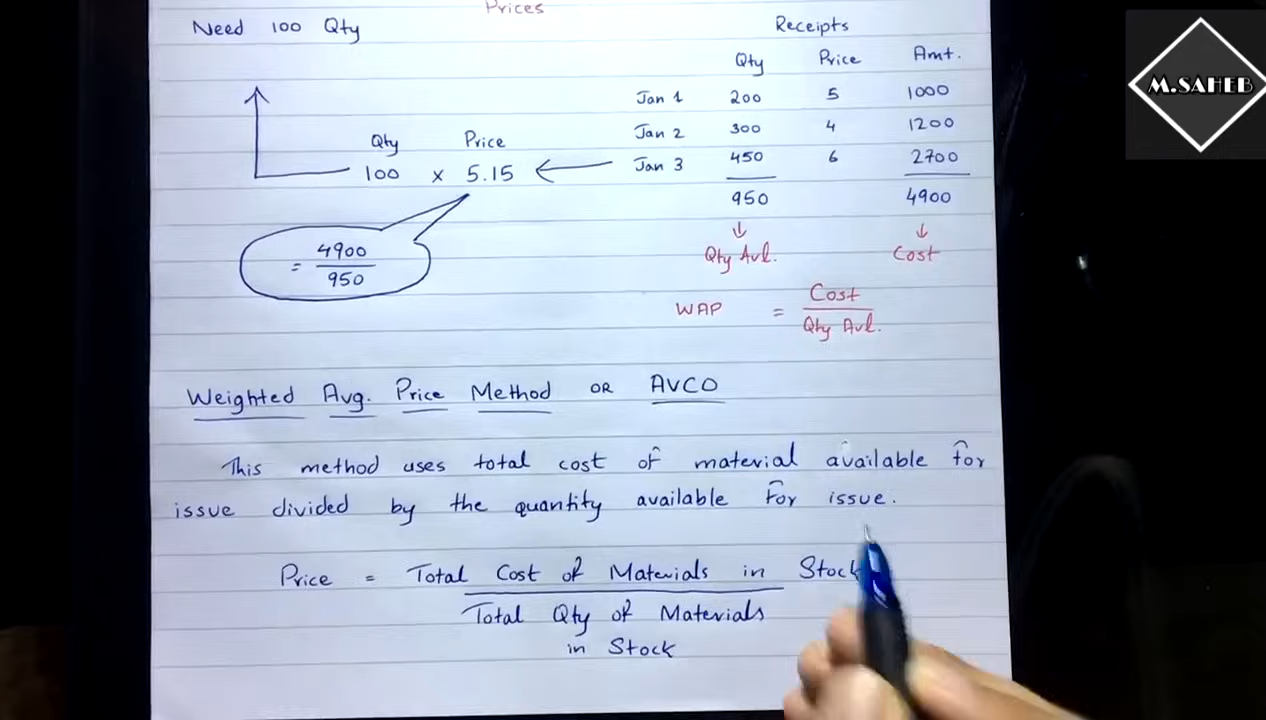 Prices
Need 100 Qty
Receipts
Qty Price Amt.
Jan 1 200 5 1000
Jan 2 300 4 1200
Jan 3 450 6 2700
950 4900
Qty Price
100 x 5.15
= 4900
950
Qty Avl. Cost
WAP = Cost
Qty Avl.
Weighted Avg. Price Method OR AVCO
This method uses total cost of material available for
issue divided by the quantity available for issue.
Price = Total Cost of Materials in Stock
Total Qty of Materials
in Stock
M.SAHEB